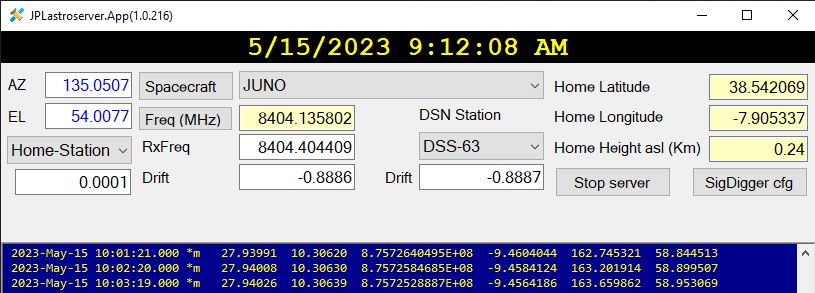 JPLastroserver.App(1.0.216)
5/15/2023 9:12:08 AM
AZ 135.0507 Spacecraft JUNO Home Latitude 38.542069
EL 54.0077 Freq (MHz) 8404.135802 DSN Station Home Longitude -7.905337
Home-Station RxFreq 8404.404409 DSS-63 Home Height asl (Km) 0.24
0.0001 Drift -0.8886 Drift -0.8887 Stop server SigDigger cfg
2023-May-15 10:01:21.000 *m 27.93991 10.30620 8.7572640495E+08 -9.4604044 162.745321 58.844513
2023-May-15 10:02:20.000 *m 27.94008 10.30630 8.7572584685E+08 -9.4584124 163.201914 58.899507
2023-May-15 10:03:19.000 *m 27.94026 10.30639 8.7572528887E+08 -9.4564186 163.659862 58.953069